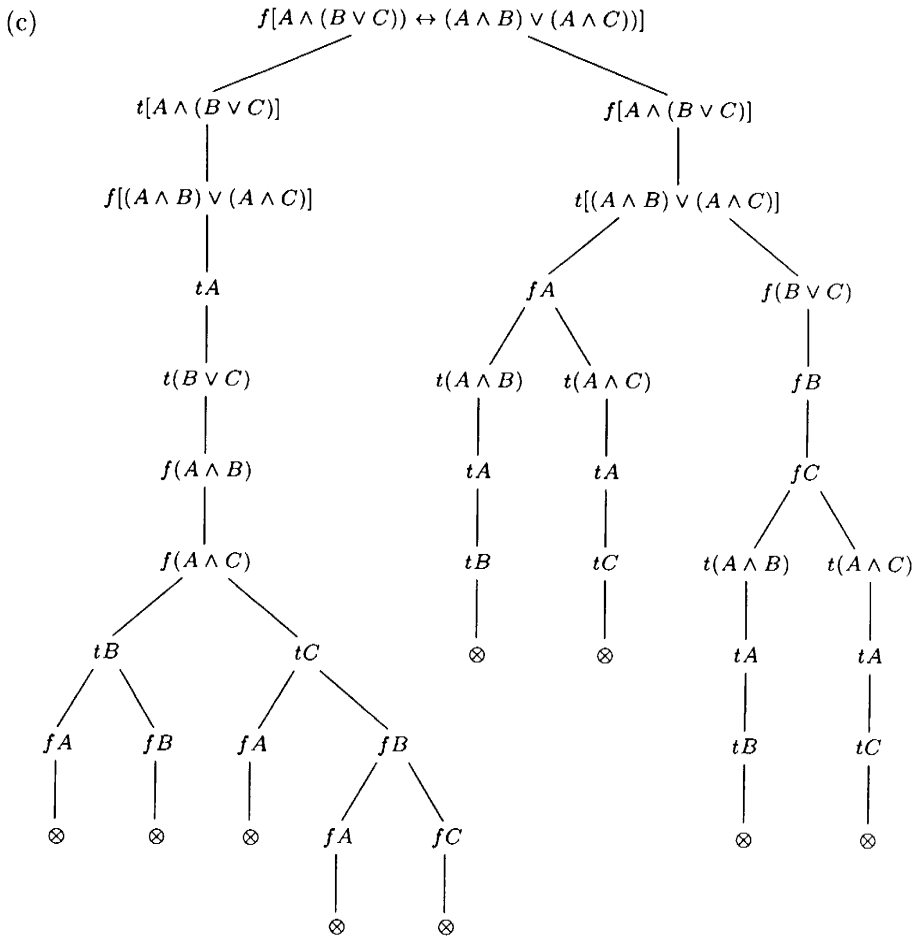 (c) f[A ∧ (B ∨ C)) ↔ (A ∧ B) ∨ (A ∧ C))]
t[A ∧ (B ∨ C)] f[A ∧ (B ∨ C)]
f[(A ∧ B) ∨ (A ∧ C)] t[(A ∧ B) ∨ (A ∧ C)]
tA fA f(B ∨ C)
t(B ∨ C) t(A ∧ B) t(A ∧ C) fB
f(A ∧ B) tA tA fC
f(A ∧ C) tB tC t(A ∧ B) t(A ∧ C)
tB tC ⊗ ⊗ tA tA
fA fB fA fB tB tC
⊗ ⊗ ⊗ fA fC ⊗ ⊗
⊗ ⊗